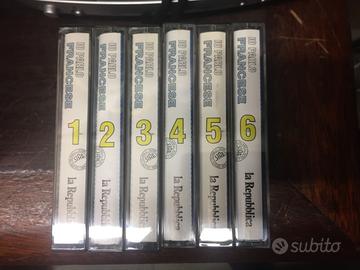 IO PARLO
FRANCESE
1
la Repubblica
IO PARLO
FRANCESE
2
la Repubblica
IO PARLO
FRANCESE
3
la Repubblica
IO PARLO
FRANCESE
4
la Repubblica
IO PARLO
FRANCESE
5
la Repubblica
IO PARLO
FRANCESE
6
la Repubblica
subito